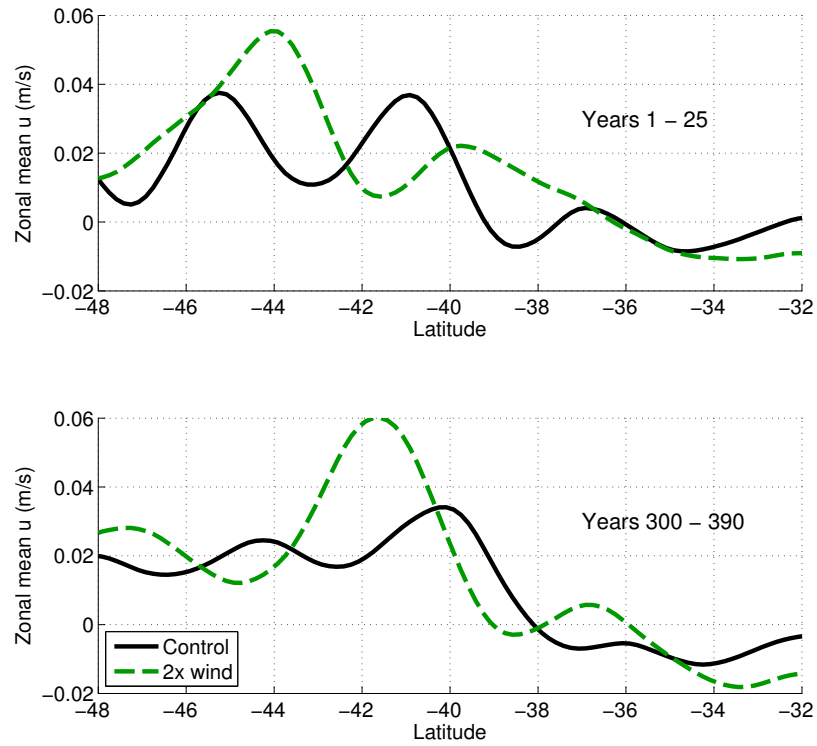 0.06
0.04
0.02
0
−0.02
Zonal mean u (m/s)
Years 1 − 25
−48 −46 −44 −42 −40 −38 −36 −34 −32
Latitude
0.06
0.04
0.02
0
−0.02
Zonal mean u (m/s)
Years 300 − 390
Control
2x wind
−48 −46 −44 −42 −40 −38 −36 −34 −32
Latitude